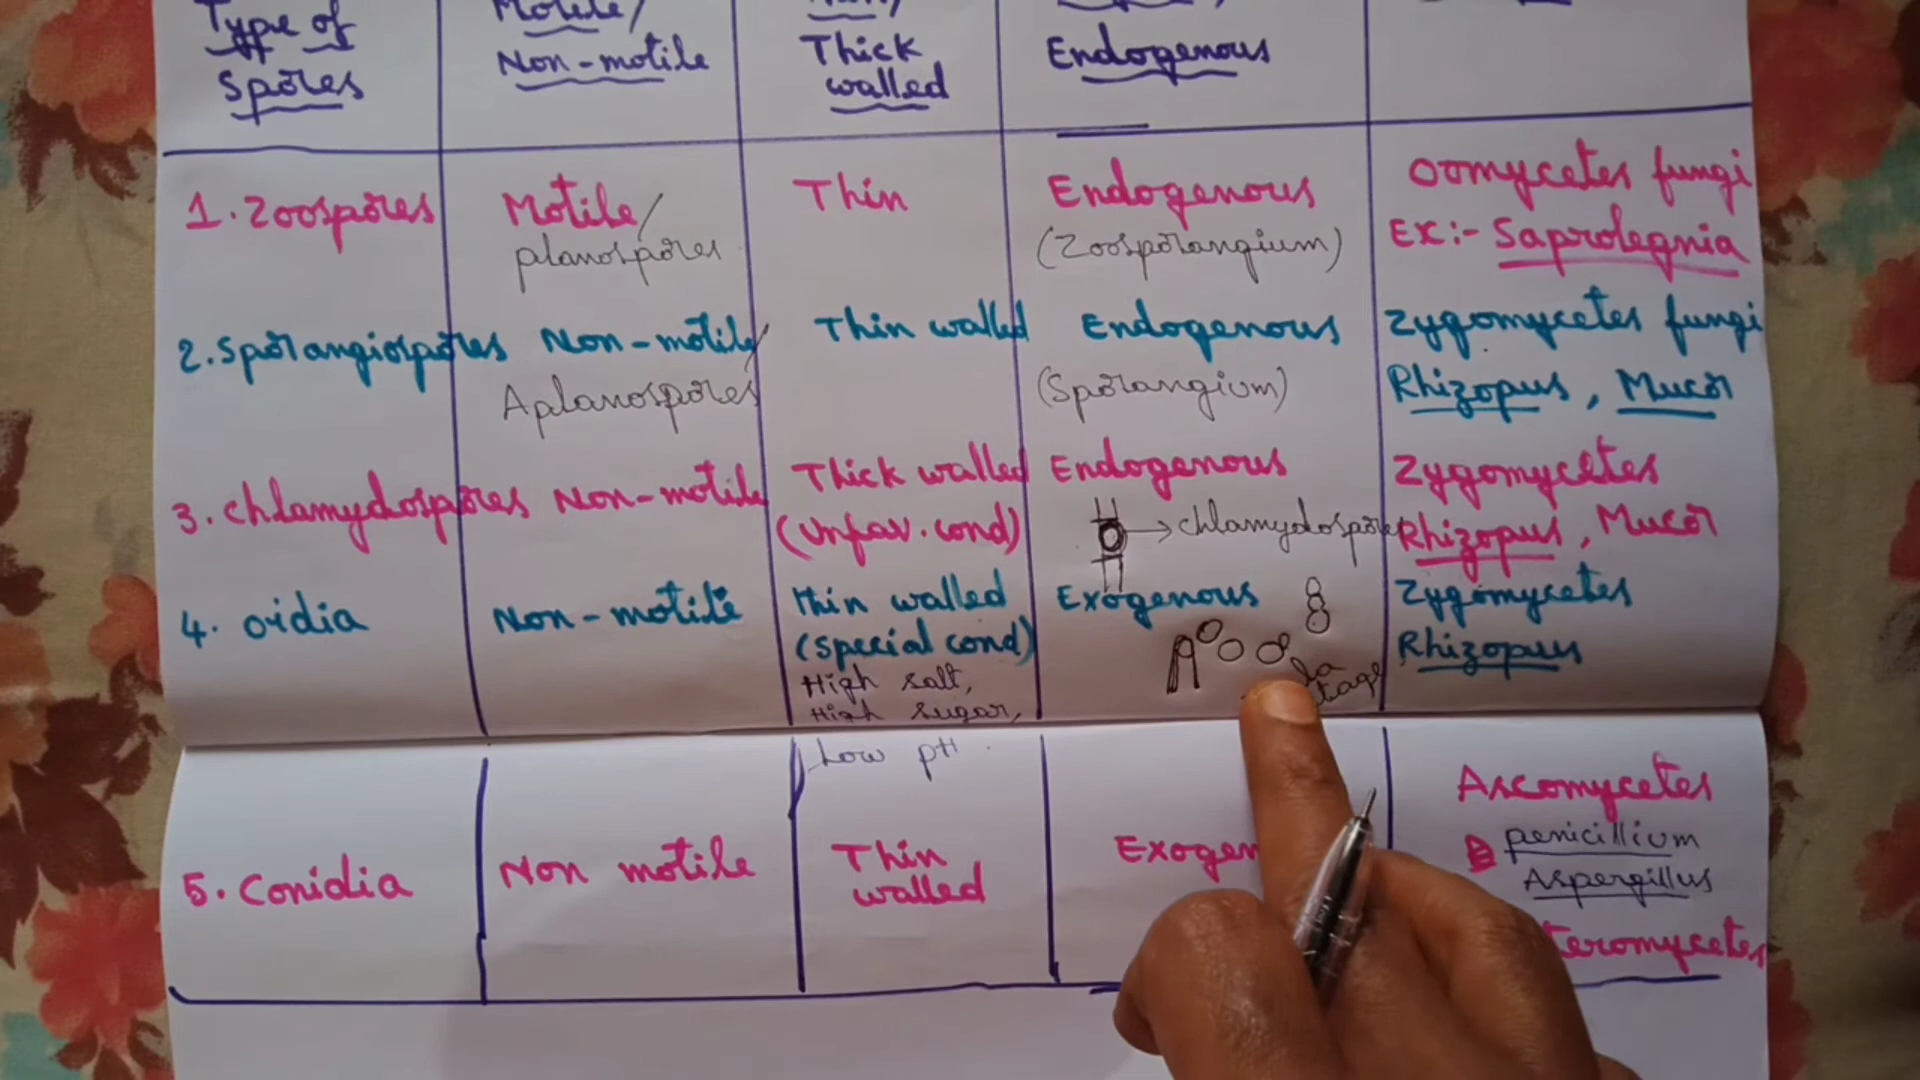 Type of
Spores
Motile/
Non-motile
Thick
walled
Endogenous
1. Zoospores
Motile/
planospores
Thin
Endogenous
(Zoosporangium)
Oomycetes fungi
EX:- Saprolegnia
2. Sporangiospores
Non-motile/
Aplanospores
Thin walled
Endogenous
(Sporangium)
Zygomycetes fungi
Rhizopus, Mucor
3. chlamydospores
Non-motile
Thick walled
(Unfav. cond)
Endogenous
chlamydospore
Zygomycetes
Rhizopus, Mucor
4. oidia
Non-motile
thin walled
(special cond)
High salt,
High sugar,
Low pH
Exogenous
Zygomycetes
Rhizopus
5. Conidia
Non motile
Thin
walled
Exogen
Ascomycetes
penicillium
Aspergillus
teromycetes